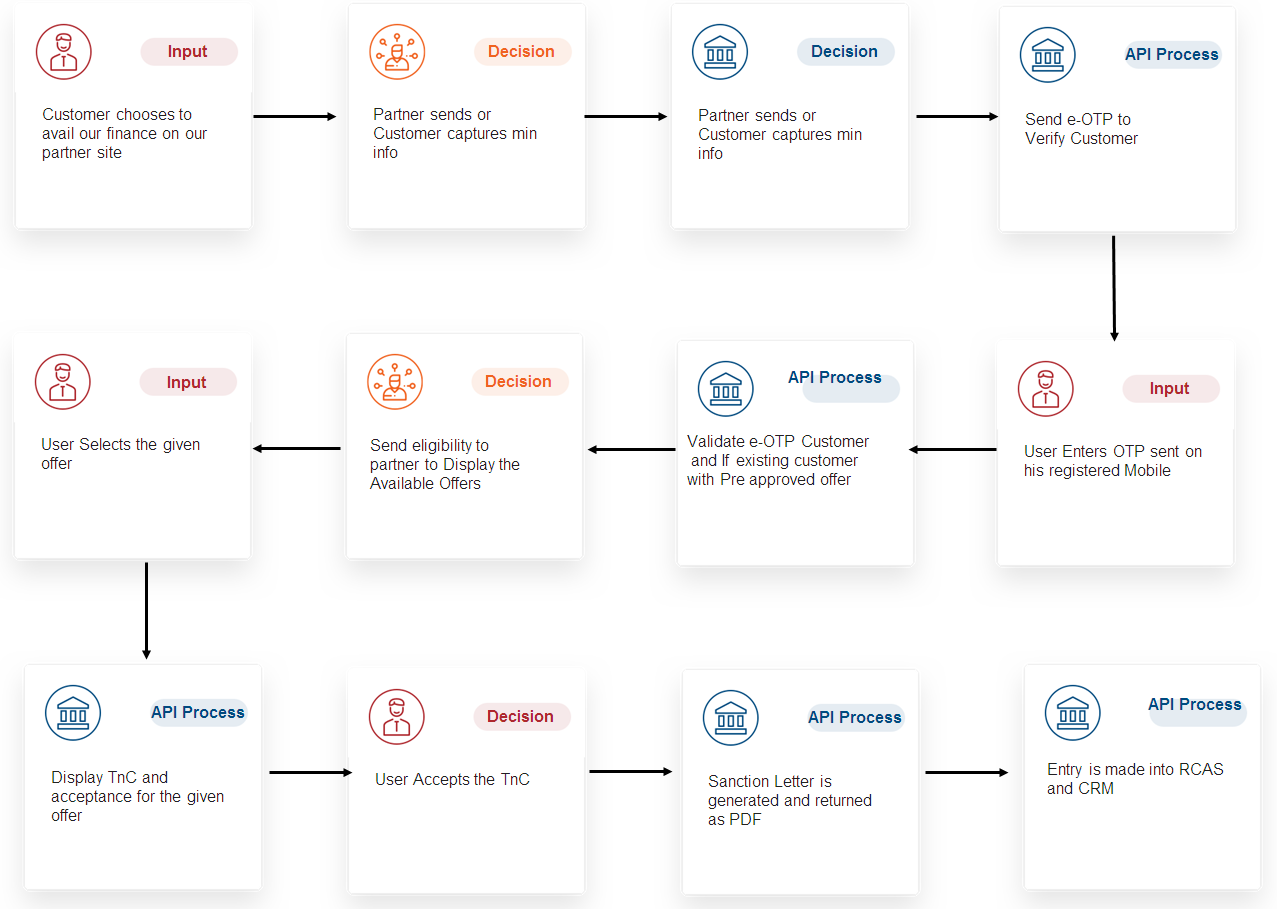 Input
Customer chooses to
avail our finance on our
partner site
Decision
Partner sends or
Customer captures min
info
Decision
Partner sends or
Customer captures min
info
API Process
Send e-OTP to
Verify Customer
Input
User Selects the given
offer
Decision
Send eligibility to
partner to Display the
Available Offers
API Process
Validate e-OTP Customer
and If existing customer
with Pre approved offer
Input
User Enters OTP sent on
his registered Mobile
API Process
Display TnC and
acceptance for the given
offer
Decision
User Accepts the TnC
API Process
Sanction Letter is
generated and returned
as PDF
API Process
Entry is made into RCAS
and CRM